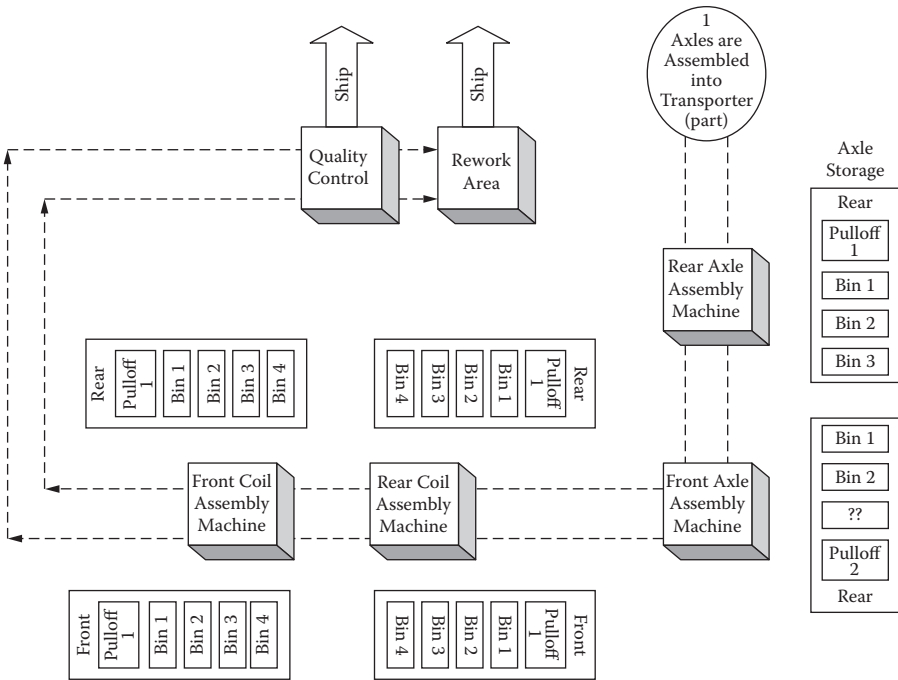 1
Axles are
Assembled
into
Transporter
(part)
Ship
Ship
Quality
Control
Rework
Area
Axle
Storage
Rear
Pulloff
1
Bin 1
Bin 2
Bin 3
Rear Axle
Assembly
Machine
Rear
Pulloff
1
Bin 1
Bin 2
Bin 3
Bin 4
Bin 4
Bin 3
Bin 2
Bin 1
Pulloff
1
Rear
Bin 1
Bin 2
??
Pulloff
2
Rear
Front Coil
Assembly
Machine
Rear Coil
Assembly
Machine
Front Axle
Assembly
Machine
Front
Pulloff
1
Bin 1
Bin 2
Bin 3
Bin 4
Bin 4
Bin 3
Bin 2
Bin 1
Pulloff
1
Front